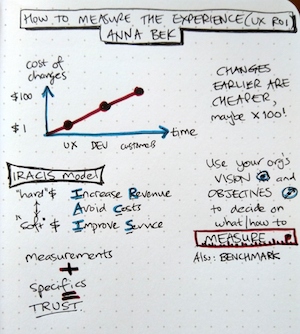 HOW TO MEASURE THE EXPERIENCE (UX ROI)
ANNA BEK
cost of
changes
$100
$1
UX DEV CUSTOMER
time
CHANGES
EARLIER ARE
CHEAPER,
maybe x100!
IRACIS model
"hard" $ Increase Revenue
Avoid Costs
"soft" $ Improve Service
measurements
+
specifics
=
TRUST.
Use your org's
VISION and
OBJECTIVES
to decide on
what/how to
MEASURE
Also: BENCHMARK